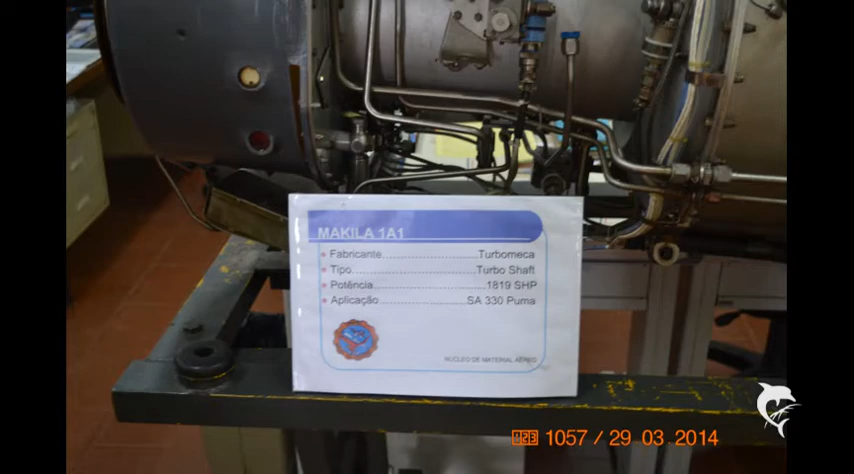 MAKILA 1A1
Fabricante..............................Turbomeca
Tipo.......................................Turbo Shaft
Potência..................................1819 SHP
Aplicação...........................SA 330 Puma
NÚCLEO DE MATERIAL AÉREO
1057 / 29 03 2014